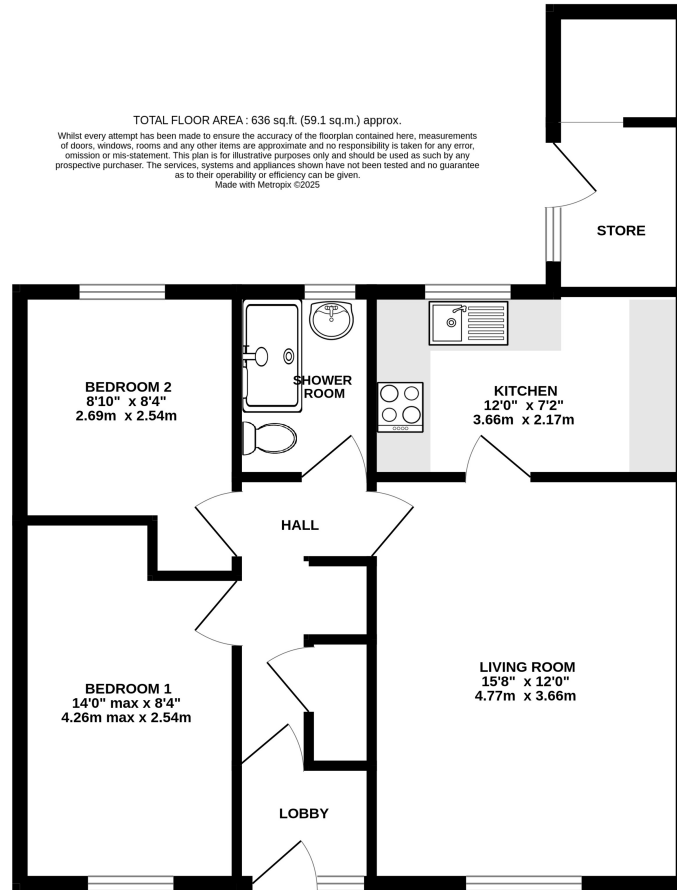 TOTAL FLOOR AREA : 636 sq.ft. (59.1 sq.m.) approx.
Whilst every attempt has been made to ensure the accuracy of the floorplan contained here, measurements
of doors, windows, rooms and any other items are approximate and no responsibility is taken for any error,
omission or mis-statement. This plan is for illustrative purposes only and should be used as such by any
prospective purchaser. The services, systems and appliances shown have not been tested and no guarantee
as to their operability or efficiency can be given.
Made with Metropix ©2025
STORE
BEDROOM 2
8'10" x 8'4"
2.69m x 2.54m
SHOWER
ROOM
KITCHEN
12'0" x 7'2"
3.66m x 2.17m
HALL
BEDROOM 1
14'0" max x 8'4"
4.26m max x 2.54m
LIVING ROOM
15'8" x 12'0"
4.77m x 3.66m
LOBBY